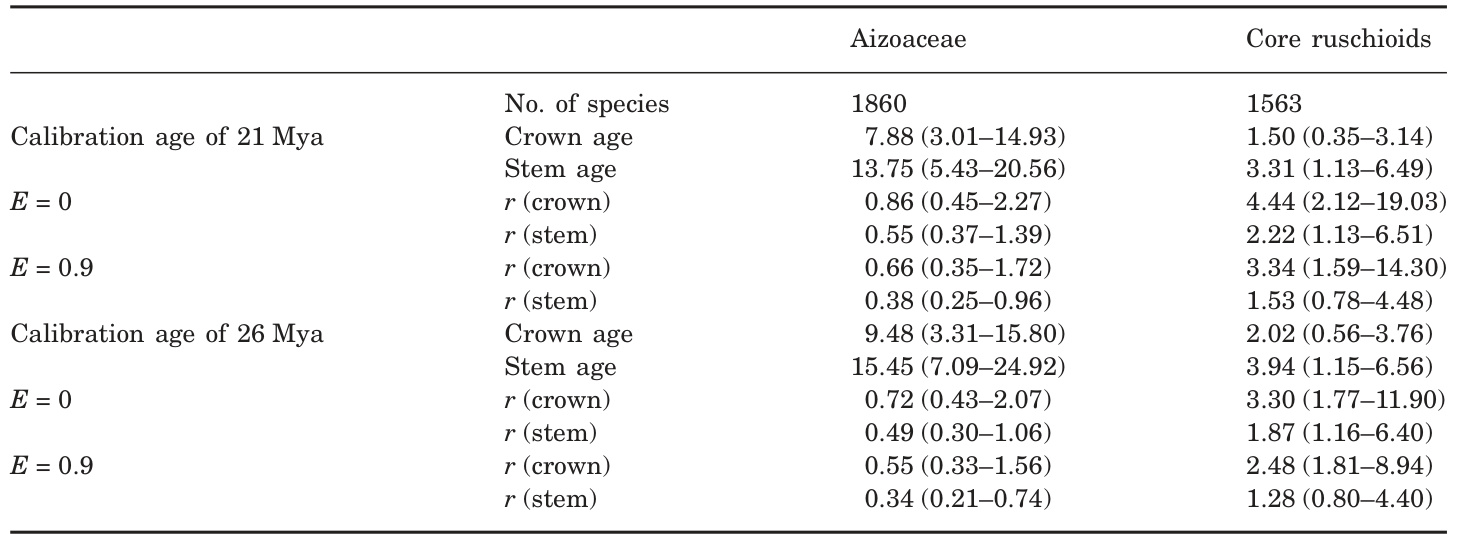 Aizoaceae Core ruschioids
No. of species 1860 1563
Calibration age of 21 Mya Crown age 7.88 (3.01–14.93) 1.50 (0.35–3.14)
Stem age 13.75 (5.43–20.56) 3.31 (1.13–6.49)
E = 0 r (crown) 0.86 (0.45–2.27) 4.44 (2.12–19.03)
r (stem) 0.55 (0.37–1.39) 2.22 (1.13–6.51)
E = 0.9 r (crown) 0.66 (0.35–1.72) 3.34 (1.59–14.30)
r (stem) 0.38 (0.25–0.96) 1.53 (0.78–4.48)
Calibration age of 26 Mya Crown age 9.48 (3.31–15.80) 2.02 (0.56–3.76)
Stem age 15.45 (7.09–24.92) 3.94 (1.15–6.56)
E = 0 r (crown) 0.72 (0.43–2.07) 3.30 (1.77–11.90)
r (stem) 0.49 (0.30–1.06) 1.87 (1.16–6.40)
E = 0.9 r (crown) 0.55 (0.33–1.56) 2.48 (1.81–8.94)
r (stem) 0.34 (0.21–0.74) 1.28 (0.80–4.40)